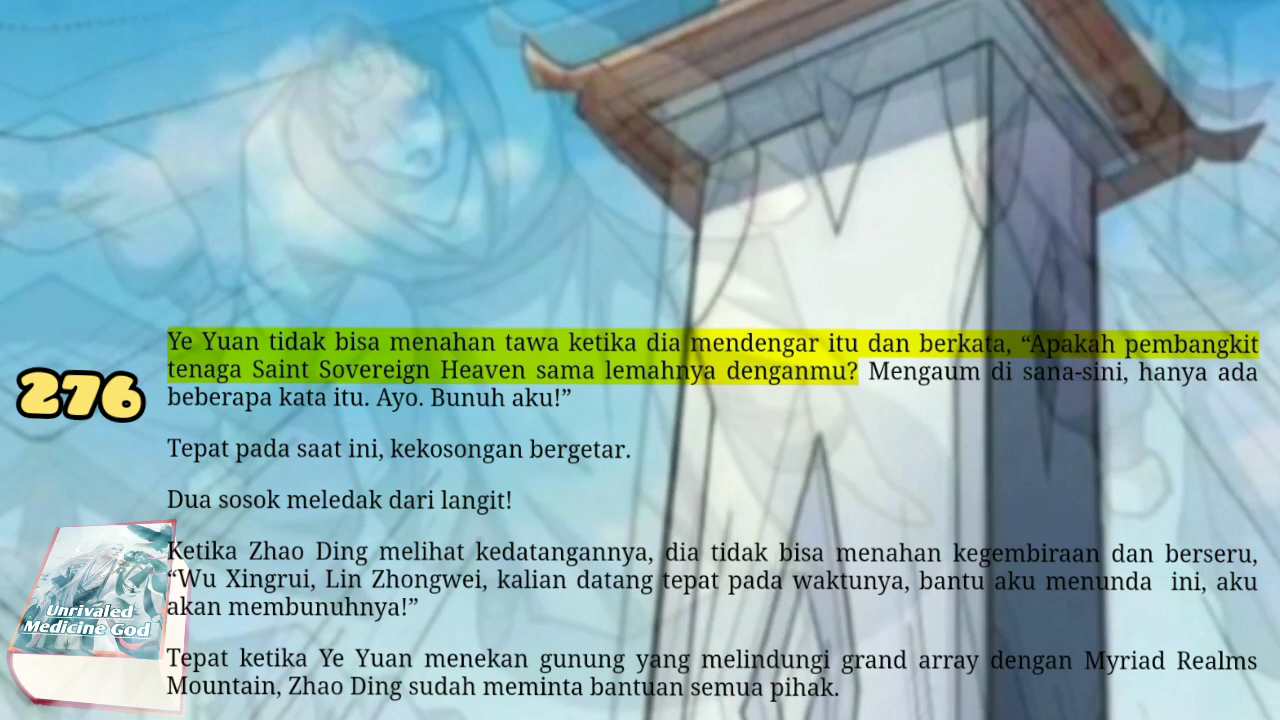 Ye Yuan tidak bisa menahan tawa ketika dia mendengar itu dan berkata, “Apakah pembangkit
tenaga Saint Sovereign Heaven sama lemahnya denganmu? Mengaum di sana-sini, hanya ada
beberapa kata itu. Ayo. Bunuh aku!”
276
Tepat pada saat ini, kekosongan bergetar.
Dua sosok meledak dari langit!
Ketika Zhao Ding melihat kedatangannya, dia tidak bisa menahan kegembiraan dan berseru,
“Wu Xingrui, Lin Zhongwei, kalian datang tepat pada waktunya, bantu aku menunda ini, aku
akan membunuhnya!”
Unrivaled
Medicine God
Tepat ketika Ye Yuan menekan gunung yang melindungi grand array dengan Myriad Realms
Mountain, Zhao Ding sudah meminta bantuan semua pihak.